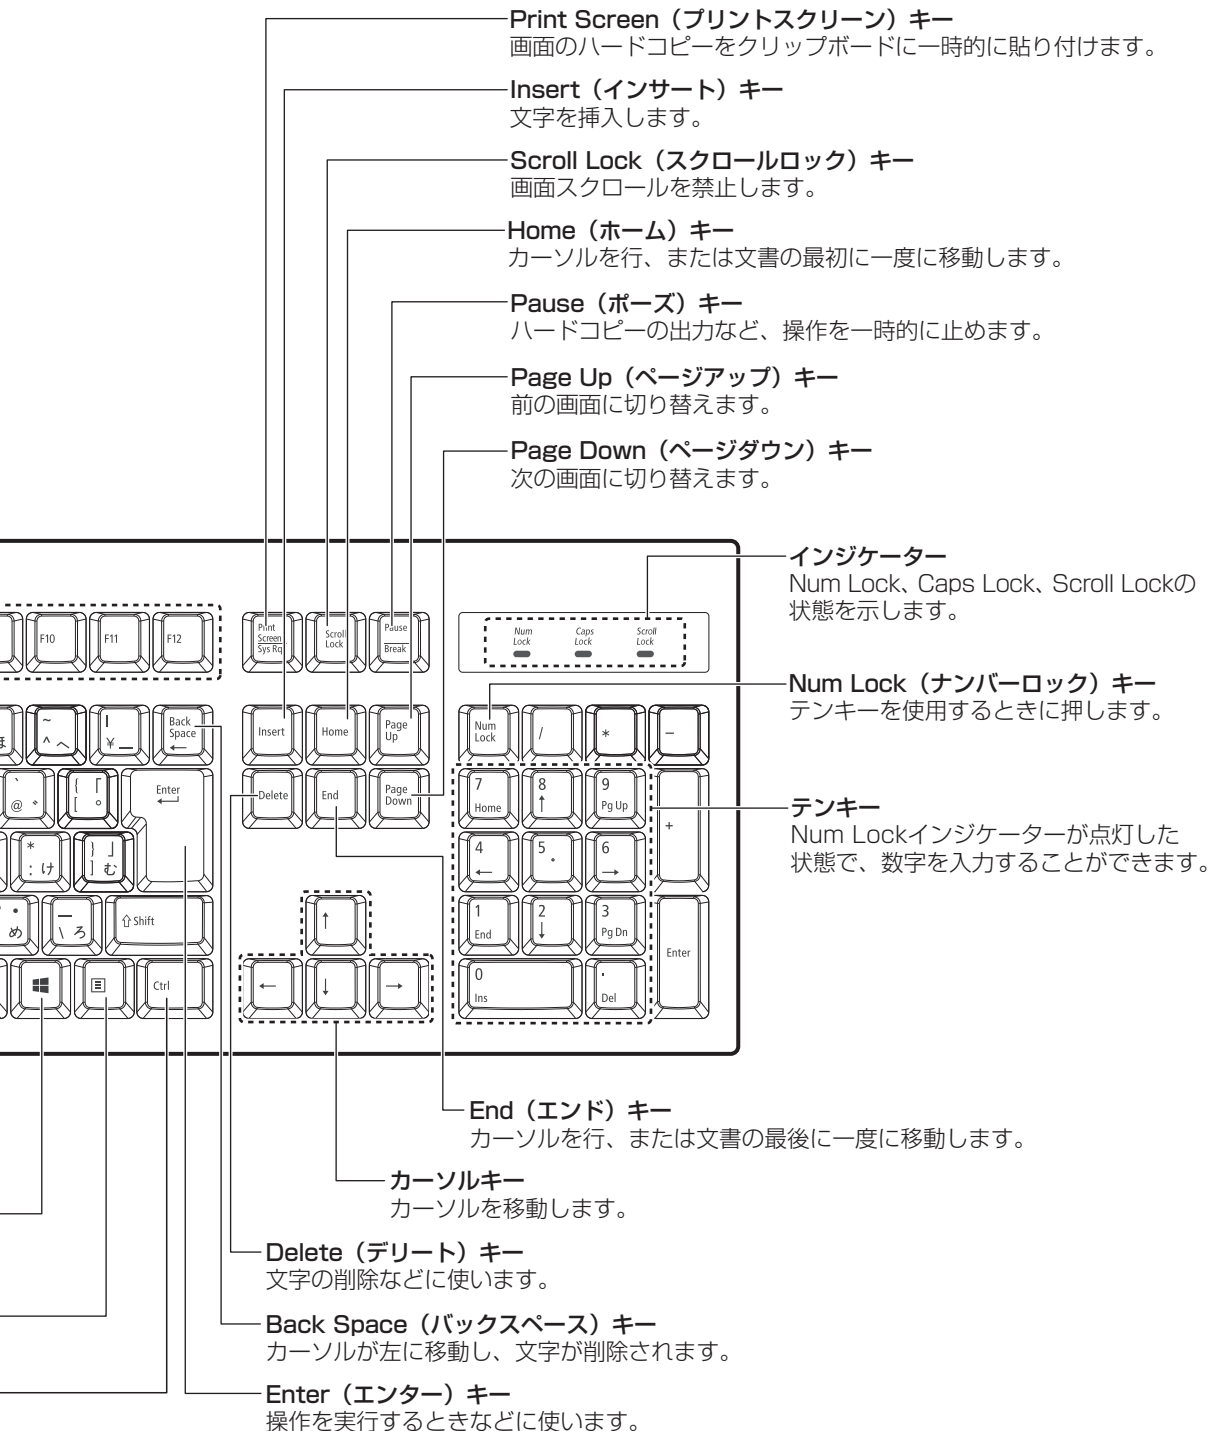 Print Screen（プリントスクリーン）キー
画面のハードコピーをクリップボードに一時的に貼り付けます。
Insert（インサート）キー
文字を挿入します。
Scroll Lock（スクロールロック）キー
画面スクロールを禁止します。
Home（ホーム）キー
カーソルを行、または文書の最初に一度に移動します。
Pause（ポーズ）キー
ハードコピーの出力など、操作を一時的に止めます。
Page Up（ページアップ）キー
前の画面に切り替えます。
Page Down（ページダウン）キー
次の画面に切り替えます。
インジケーター
Num Lock、Caps Lock、Scroll Lockの
状態を示します。
Num Lock（ナンバーロック）キー
テンキーを使用するときに押します。
テンキー
Num Lockインジケーターが点灯した
状態で、数字を入力することができます。
F10 F11 F12
Print
Screen
Sys Rq
Scroll
Lock
Pause
Break
Num
Lock
Caps
Lock
Scroll
Lock
~
^ へ
|
¥ ー
Back
Space
←
Insert
Home
Page
Up
Num
Lock
/
*
-
`
@ ゛
{ 「
[ ゜
Enter
Delete
End
Page
Down
7
Home
8
↑
9
Pg Up
+
*
: け
} 」
] む
4
←
5
6
→
・
め
_
\ ろ
⇧ Shift
↑
1
End
2
↓
3
Pg Dn
Enter
Ctrl
←
↓
→
0
Ins
.
Del
End（エンド）キー
カーソルを行、または文書の最後に一度に移動します。
カーソルキー
カーソルを移動します。
Delete（デリート）キー
文字の削除などに使います。
Back Space（バックスペース）キー
カーソルが左に移動し、文字が削除されます。
Enter（エンター）キー
操作を実行するときなどに使います。